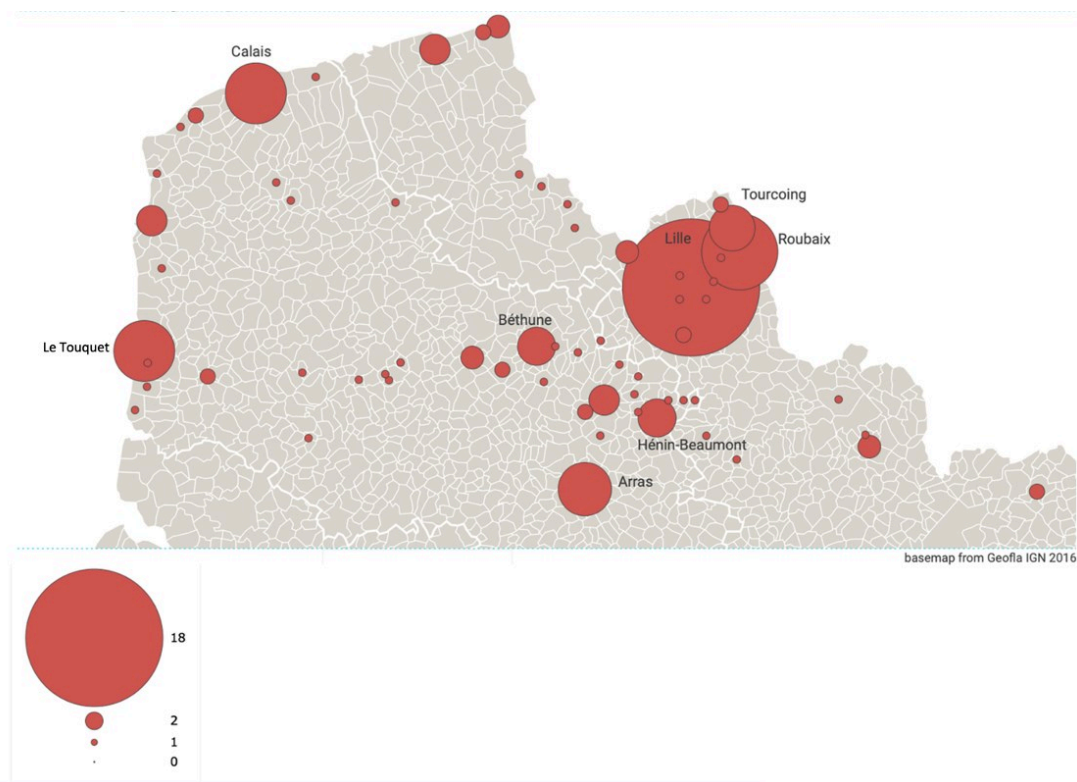 Calais
Tourcoing
Lille
Roubaix
Béthune
Le Touquet
Hénin-Beaumont
Arras
basemap from Geofla IGN 2016
18
2
1
0